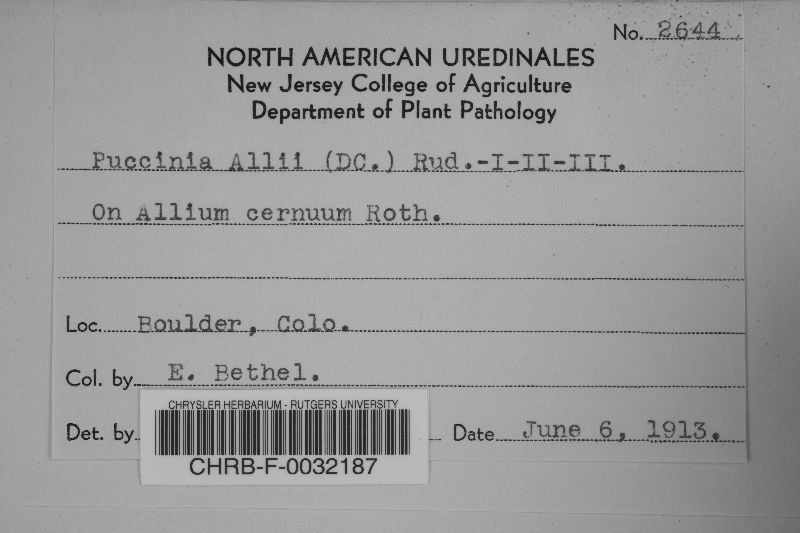 No. 2644
NORTH AMERICAN UREDINALES
New Jersey College of Agriculture
Department of Plant Pathology
Puccinia Allii (DC.) Rud.-I-II-III.
On Allium cernuum Roth.
Loc. Boulder, Colo.
Col. by E. Bethel.
Det. by
Date June 6, 1913.
CHRYSLER HERBARIUM - RUTGERS UNIVERSITY
CHRB-F-0032187